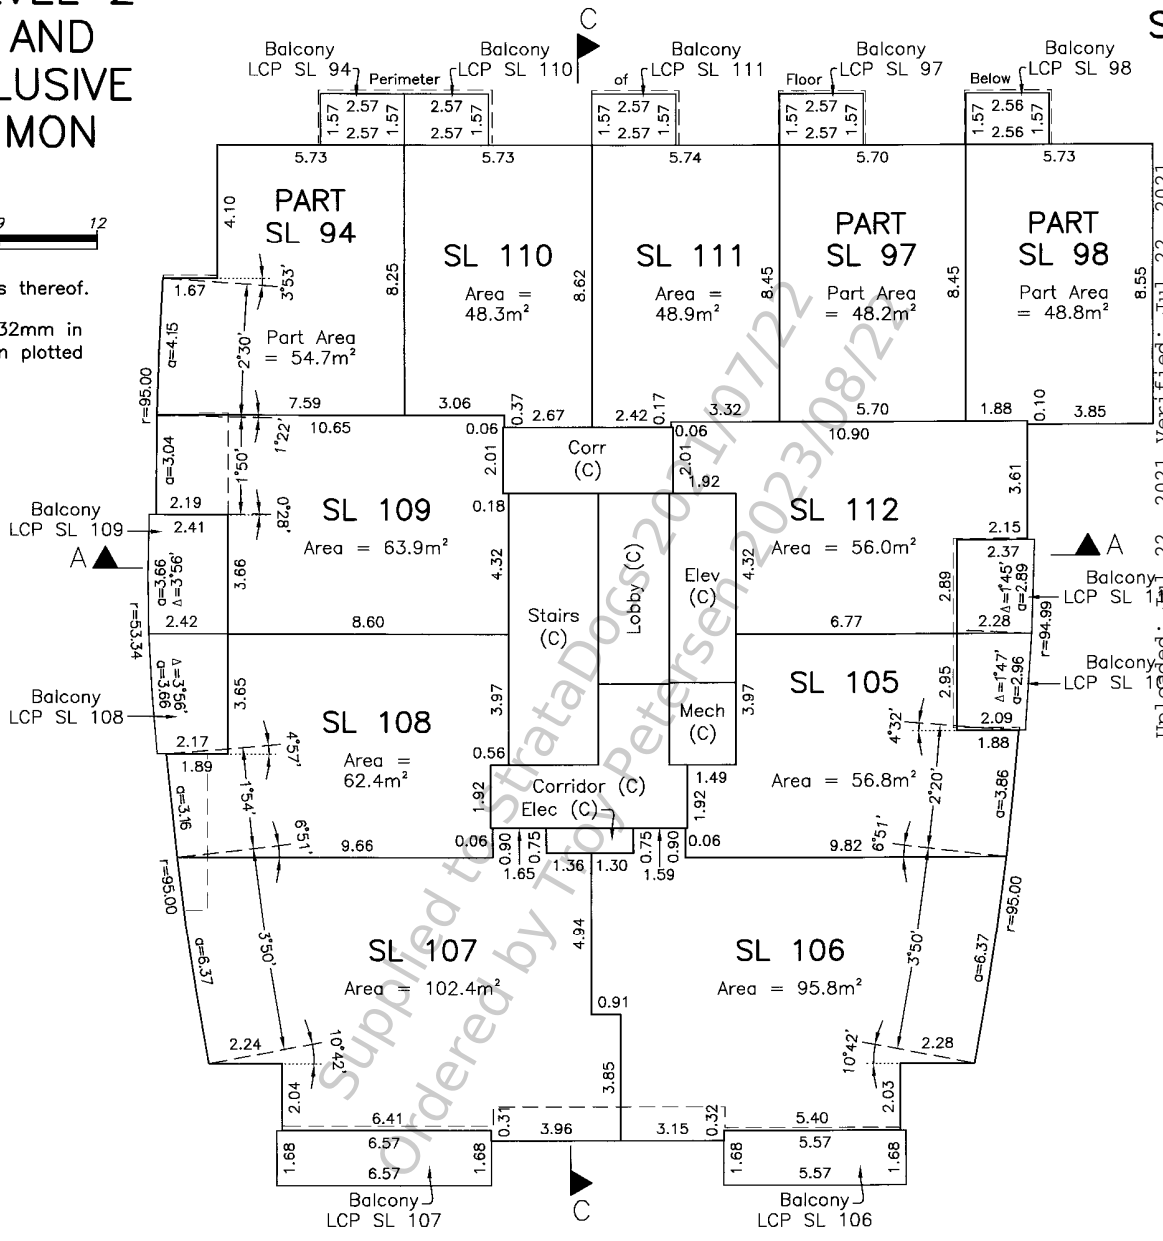 AND
LUSIVE
MON
12
s thereof.
32mm in
n plotted
C
Balcony
LCP SL 94
Balcony
LCP SL 110
Balcony
LCP SL 111
Balcony
LCP SL 97
Balcony
LCP SL 98
Perimeter
of
Floor
Below
1.57 2.57 1.57
2.57
2.57 1.57
2.57
1.57 2.57 1.57
2.57
1.57 2.57 1.57
2.57
1.57 2.56 1.57
2.56
5.73
5.73
5.74
5.70
5.73
4.10
PART
SL 94
8.25
SL 110
Area =
48.3m²
8.62
SL 111
Area =
48.9m²
8.45
PART
SL 97
Part Area
= 48.2m²
8.45
PART
SL 98
Part Area
= 48.8m²
8.55
1.67
3°53'
a=4.15
2°30'
Part Area
= 54.7m²
r=95.00
7.59
3.06
0.37
2.67
2.42
0.17
3.32
5.70
1.88
0.10
3.85
10.65
0.06
0.06
10.90
1°22'
a=3.04
1°50'
2.01
Corr
(C)
2.01
1.92
3.61
2.19
0°28'
0.18
SL 109
Area = 63.9m²
SL 112
Area = 56.0m²
2.15
Balcony
LCP SL 109
2.41
A
a=3.99
Δ=3°56'
3.66
2.42
8.60
4.32
Stairs
(C)
Lobby (C)
Elev
(C)
4.32
6.77
2.37
2.89
Δ=1°45'
a=2.89
2.28
A
Balcony
LCP SL 11
r=94.99
r=53.34
Δ=3°56'
a=3.66
3.65
Balcony
LCP SL 108
2.17
SL 108
Area =
62.4m²
3.97
0.56
Mech
(C)
3.97
SL 105
Area = 56.8m²
2.95
Δ=1°47'
a=2.96
2.09
Balcony
LCP SL 10
4°57'
1.89
a=3.16
1°54'
6°51'
9.66
1.92
0.06
Corridor (C)
Elec (C)
1.49
1.92
4°32'
1.88
2°20'
a=3.86
0.90
0.75
0.75
0.90
0.06
1.65
1.36
1.30
1.59
9.82
6°51'
r=95.00
a=6.37
3°50'
SL 107
Area = 102.4m²
4.94
0.91
SL 106
Area = 95.8m²
3°50'
a=6.37
r=95.00
2.24
10°42'
2.04
3.85
10°42'
2.28
2.03
6.41
0.31
3.96
3.15
0.32
5.40
1.68
6.57
6.57
1.68
1.68
5.57
5.57
1.68
Balcony
LCP SL 107
C
Balcony
LCP SL 106
Supplied to StrataDocs 2021/07/22
Ordered by Troy Petersen 2023/08/22